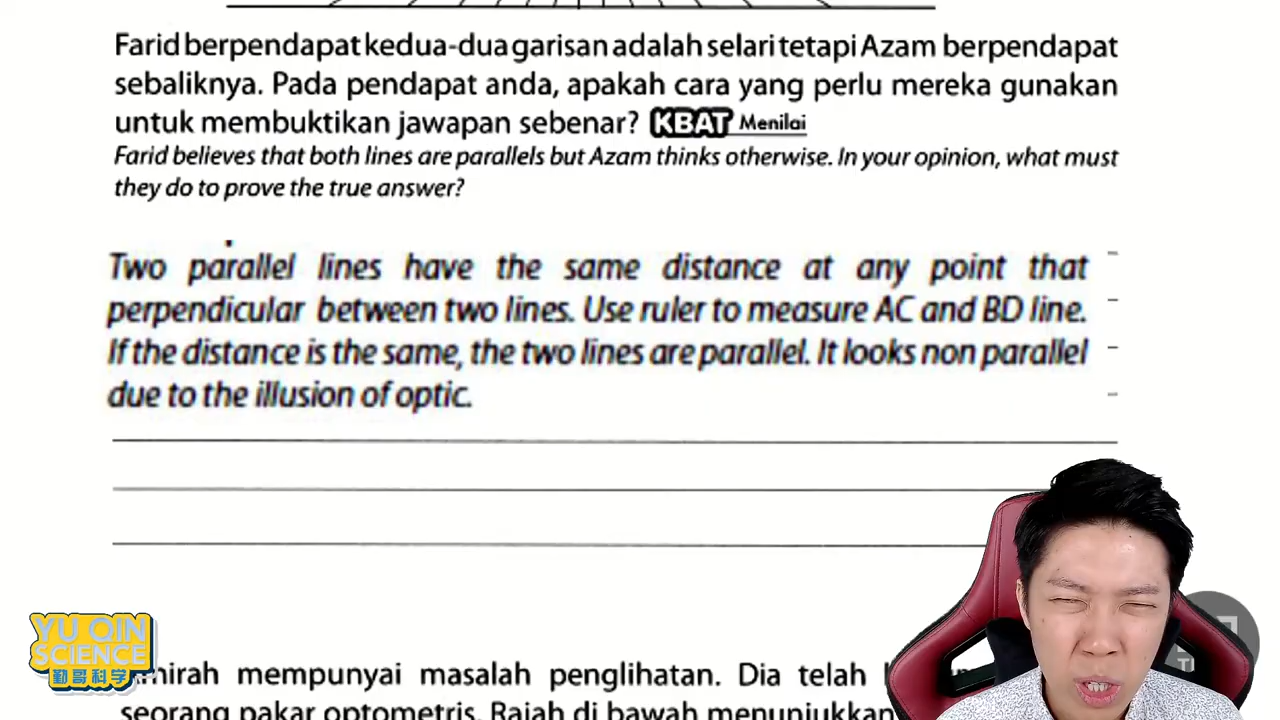 Farid berpendapat kedua-dua garisan adalah selari tetapi Azam berpendapat
sebaliknya. Pada pendapat anda, apakah cara yang perlu mereka gunakan
untuk membuktikan jawapan sebenar? KBAT Menilai
Farid believes that both lines are parallels but Azam thinks otherwise. In your opinion, what must
they do to prove the true answer?
Two parallel lines have the same distance at any point that
perpendicular between two lines. Use ruler to measure AC and BD line.
If the distance is the same, the two lines are parallel. It looks non parallel
due to the illusion of optic.
YU QIN
SCIENCE
勤哥科学
mempunyai masalah penglihatan. Dia telah
seorang pakar optometris. Rajah di bawah menunjukkan